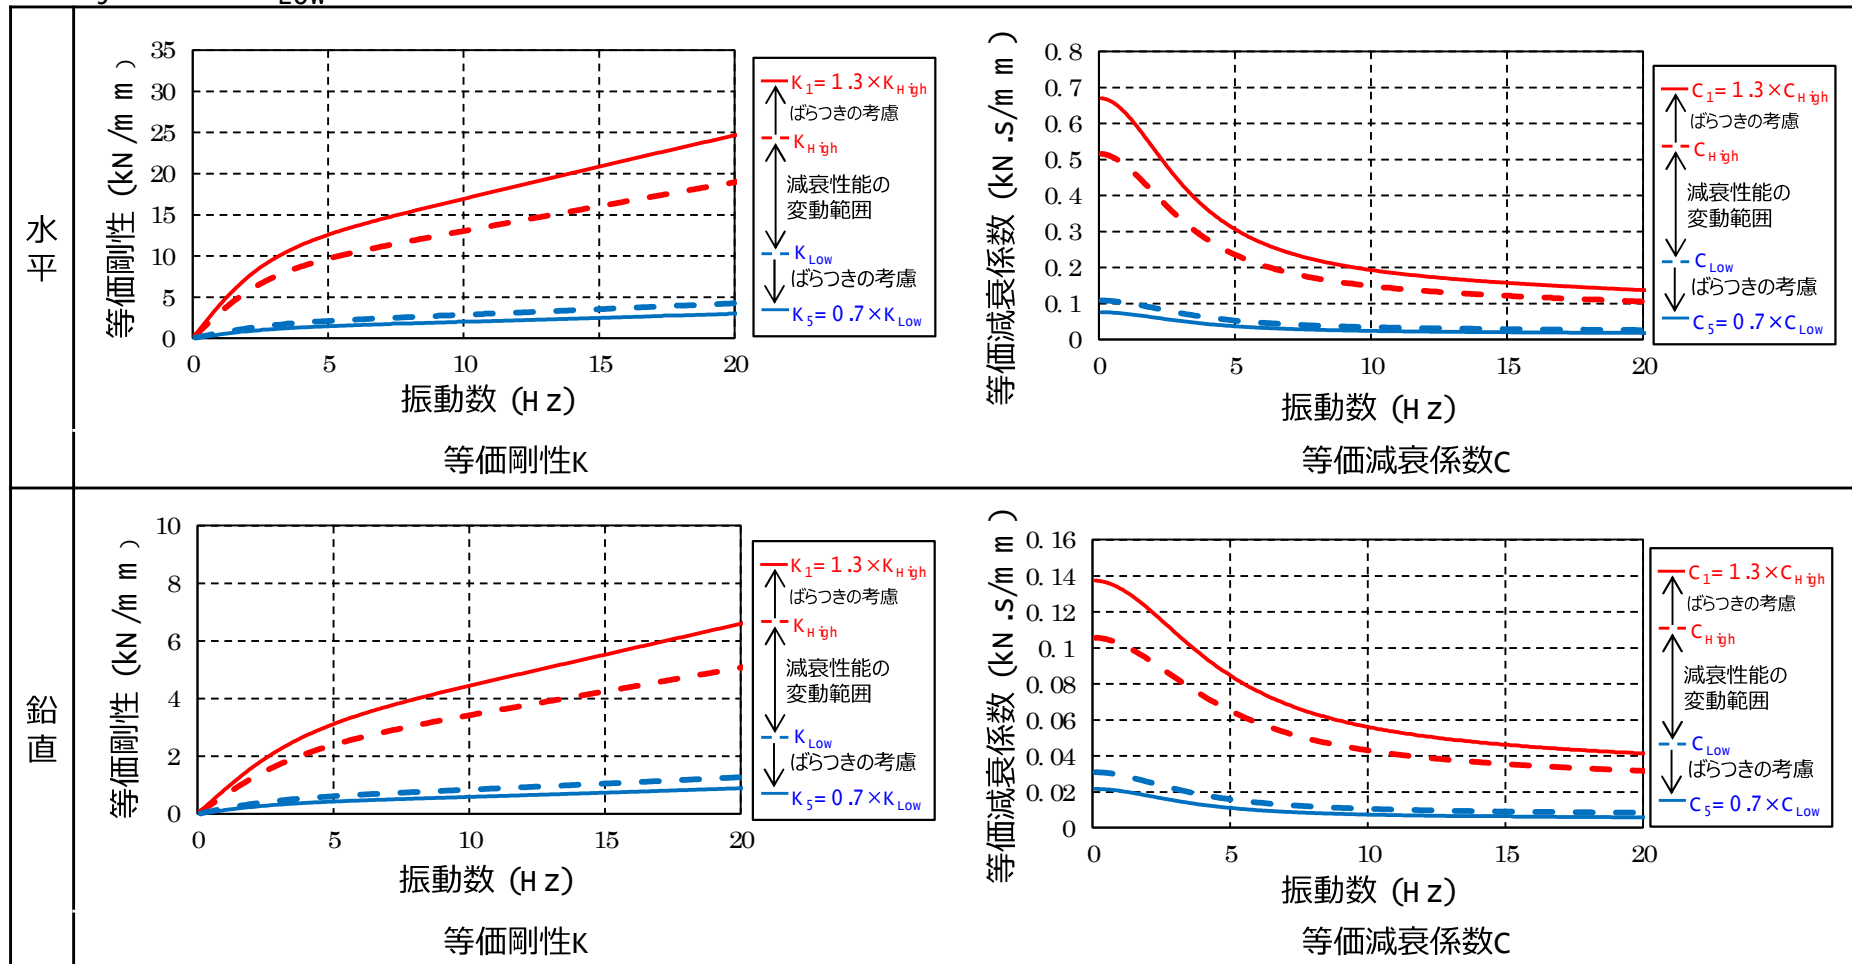 水平
35
30
25
20
15
10
5
0
0 5 10 15 20
等価剛性 (kN/mm)
振動数 (Hz)
K1=1.3×KHigh
ばらつきの考慮
KHigh
減衰性能の
変動範囲
KLow
ばらつきの考慮
K5=0.7×KLow
等価剛性K
0.8
0.7
0.6
0.5
0.4
0.3
0.2
0.1
0
0 5 10 15 20
等価減衰係数 (kN.s/mm)
振動数 (Hz)
C1=1.3×CHigh
ばらつきの考慮
CHigh
減衰性能の
変動範囲
CLow
ばらつきの考慮
C5=0.7×CLow
等価減衰係数C
鉛直
10
8
6
4
2
0
0 5 10 15 20
等価剛性 (kN/mm)
振動数 (Hz)
K1=1.3×KHigh
ばらつきの考慮
KHigh
減衰性能の
変動範囲
KLow
ばらつきの考慮
K5=0.7×KLow
等価剛性K
0.16
0.14
0.12
0.1
0.08
0.06
0.04
0.02
0
0 5 10 15 20
等価減衰係数 (kN.s/mm)
振動数 (Hz)
C1=1.3×CHigh
ばらつきの考慮
CHigh
減衰性能の
変動範囲
CLow
ばらつきの考慮
C5=0.7×CLow
等価減衰係数C